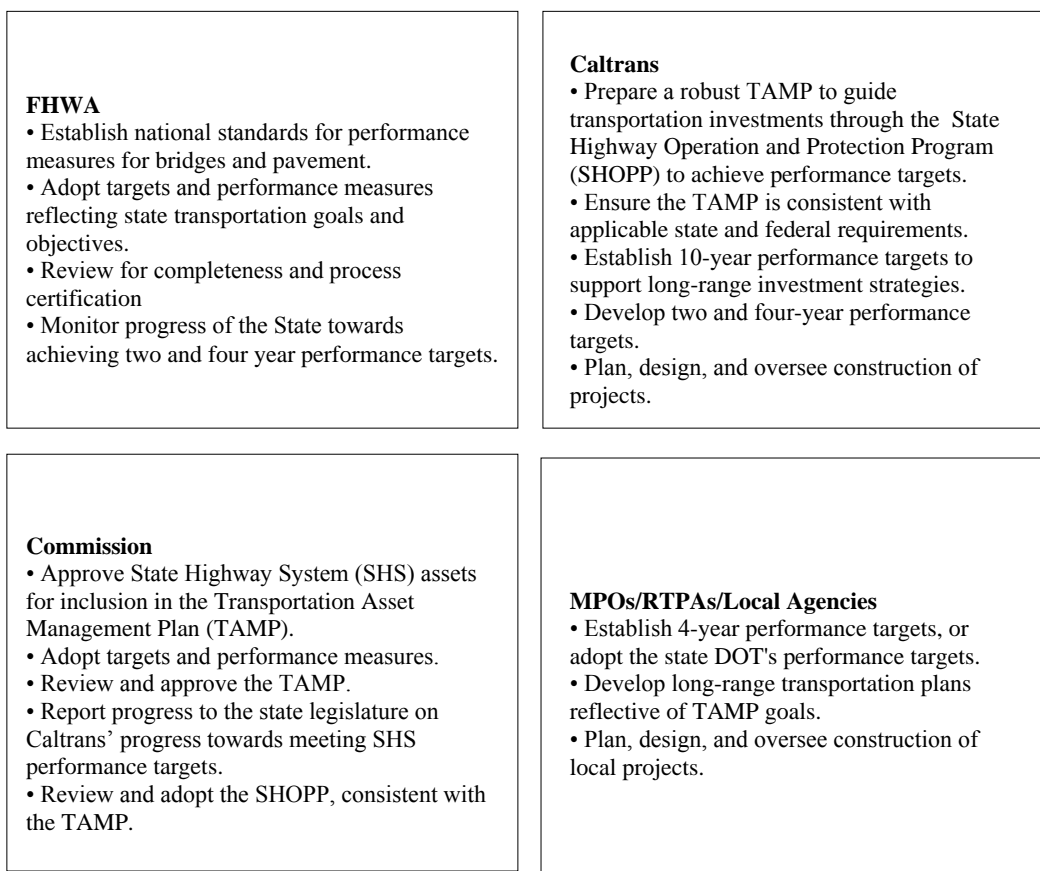 FHWA
• Establish national standards for performance
measures for bridges and pavement.
• Adopt targets and performance measures
reflecting state transportation goals and
objectives.
• Review for completeness and process
certification
• Monitor progress of the State towards
achieving two and four year performance targets.
Caltrans
• Prepare a robust TAMP to guide
transportation investments through the State
Highway Operation and Protection Program
(SHOPP) to achieve performance targets.
• Ensure the TAMP is consistent with
applicable state and federal requirements.
• Establish 10-year performance targets to
support long-range investment strategies.
• Develop two and four-year performance
targets.
• Plan, design, and oversee construction of
projects.
Commission
• Approve State Highway System (SHS) assets
for inclusion in the Transportation Asset
Management Plan (TAMP).
• Adopt targets and performance measures.
• Review and approve the TAMP.
• Report progress to the state legislature on
Caltrans’ progress towards meeting SHS
performance targets.
• Review and adopt the SHOPP, consistent with
the TAMP.
MPOs/RTPAs/Local Agencies
• Establish 4-year performance targets, or
adopt the state DOT's performance targets.
• Develop long-range transportation plans
reflective of TAMP goals.
• Plan, design, and oversee construction of
local projects.